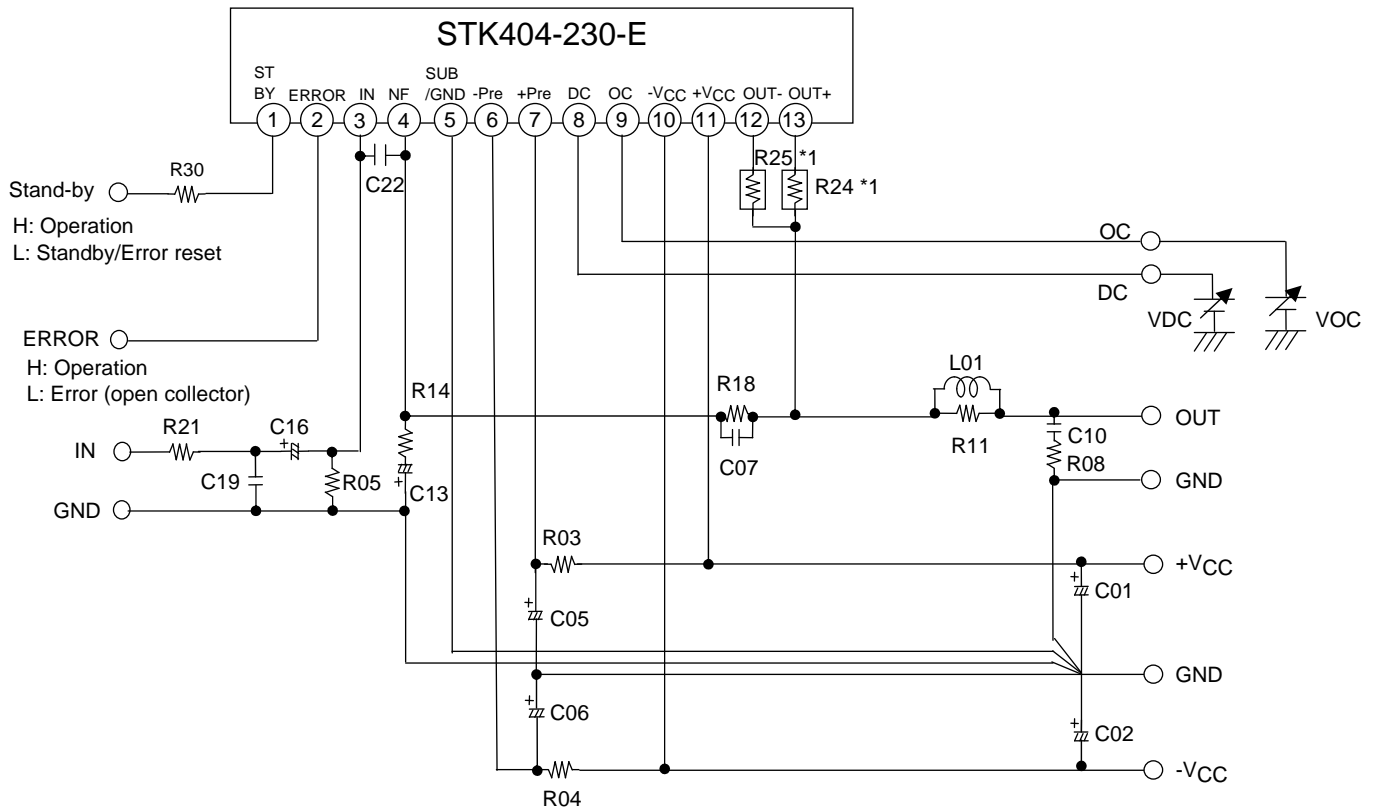 STK404-230-E
ST
BY
ERROR
IN
NF
SUB
/GND
-Pre
+Pre
DC
OC
-VCC
+VCC
OUT-
OUT+
1
2
3
4
5
6
7
8
9
10
11
12
13
R30
C22
R25 *1
R24 *1
Stand-by
H: Operation
L: Standby/Error reset
OC
DC
VDC
VOC
ERROR
H: Operation
L: Error (open collector)
R14
R18
L01
IN
R21
C16
+
C07
R11
OUT
C10
C19
R05
+
C13
R08
GND
GND
R03
+VCC
+
C05
+
C01
GND
+
C06
+
C02
R04
-VCC